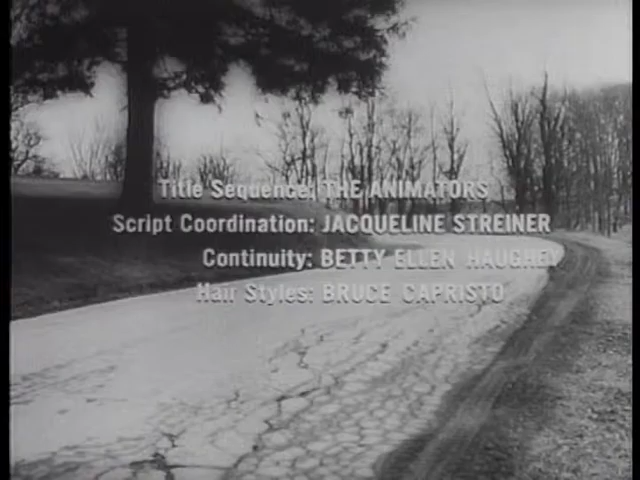 Title Sequence: THE ANIMATORS
Script Coordination: JACQUELINE STREINER
Continuity: BETTY ELLEN HAUGHEY
Hair Styles: BRUCE CAPRISTO